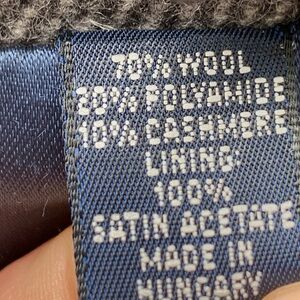 70% WOOL
20% POLYAMIDE
10% CASHMERE
LINING:
100%
SATIN ACETATE
MADE IN
HUNGARY